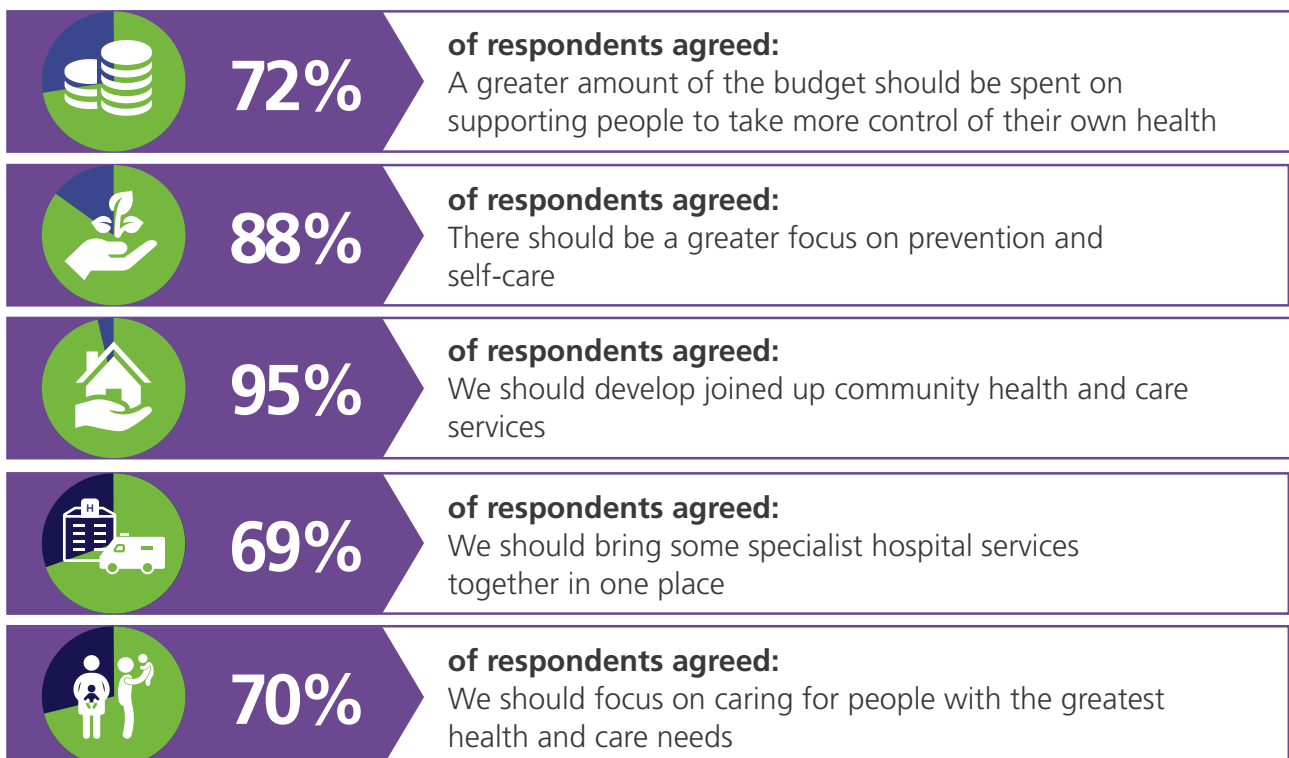 72%
of respondents agreed:
A greater amount of the budget should be spent on
supporting people to take more control of their own health
88%
of respondents agreed:
There should be a greater focus on prevention and
self-care
95%
of respondents agreed:
We should develop joined up community health and care
services
H
69%
of respondents agreed:
We should bring some specialist hospital services
together in one place
70%
of respondents agreed:
We should focus on caring for people with the greatest
health and care needs